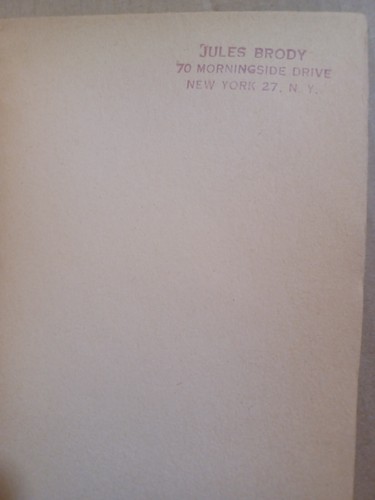 JULES BRODY
70 MORNINGSIDE DRIVE
NEW YORK 27, N. Y.